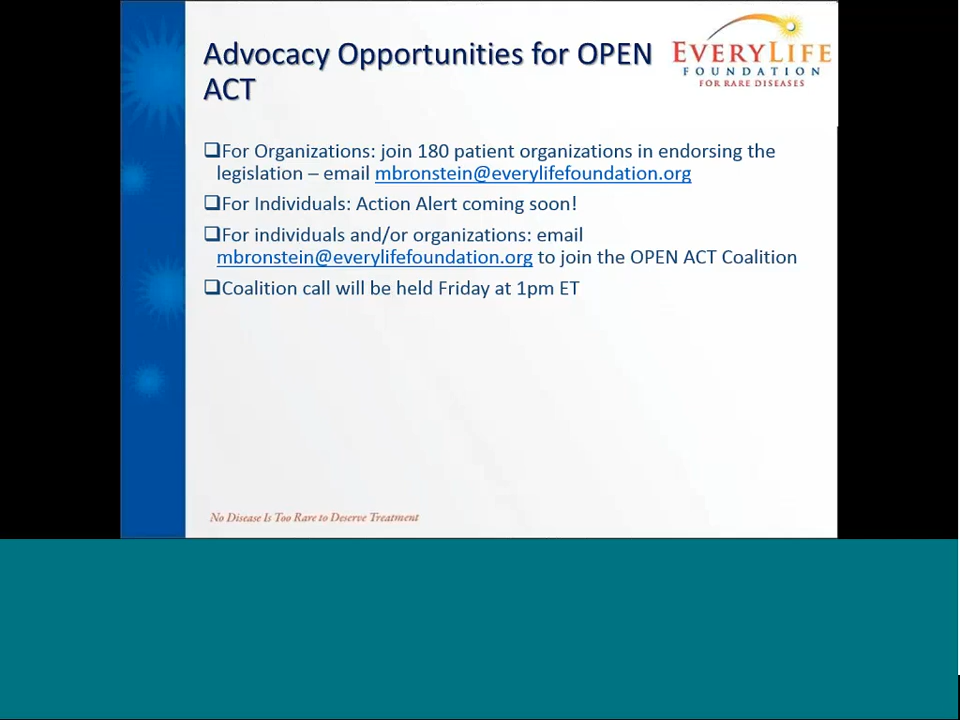 Advocacy Opportunities for OPEN
ACT
EVERYLIFE
FOUNDATION
FOR RARE DISEASES
❑For Organizations: join 180 patient organizations in endorsing the
legislation – email mbronstein@everylifefoundation.org
❑For Individuals: Action Alert coming soon!
❑For individuals and/or organizations: email
mbronstein@everylifefoundation.org to join the OPEN ACT Coalition
❑Coalition call will be held Friday at 1pm ET
No Disease Is Too Rare to Deserve Treatment